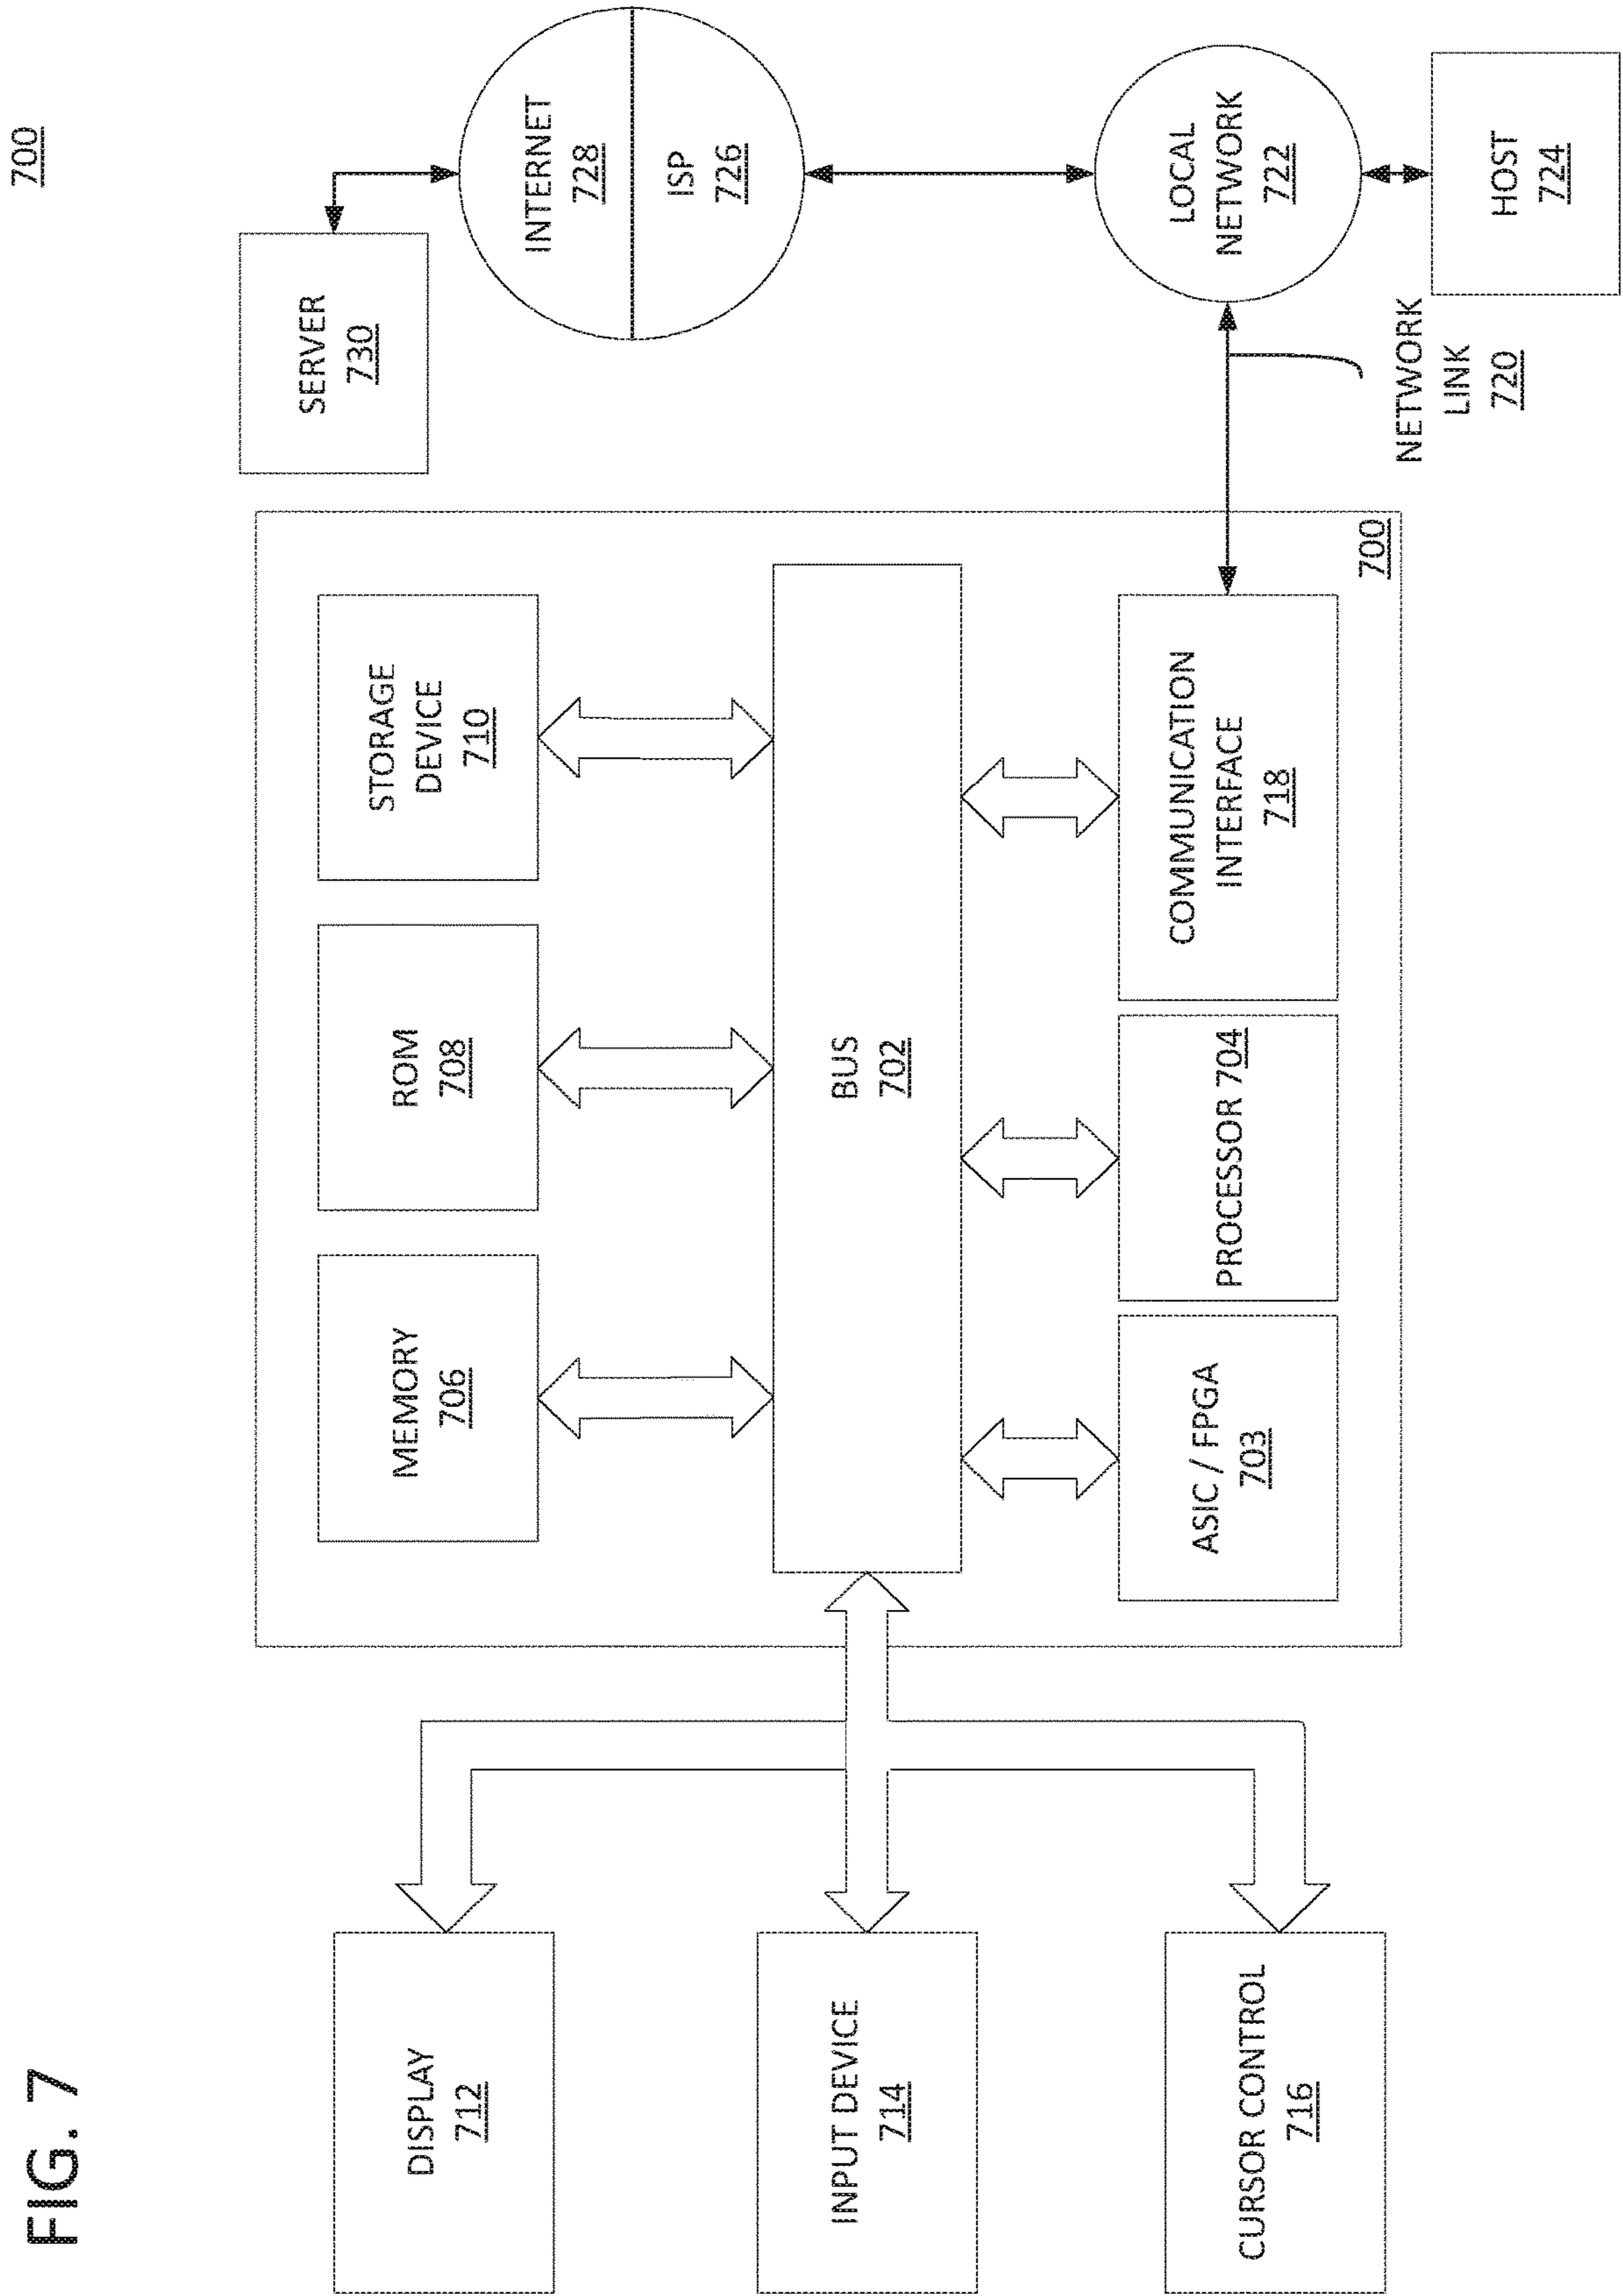 FIG. 7
700
DISPLAY
712
INPUT DEVICE
714
CURSOR CONTROL
716
MEMORY
706
ROM
708
STORAGE
DEVICE
710
BUS
702
ASIC / FPGA
703
PROCESSOR 704
COMMUNICATION
INTERFACE
718
700
SERVER
730
INTERNET
728
ISP
726
LOCAL
NETWORK
722
NETWORK
LINK
720
HOST
724